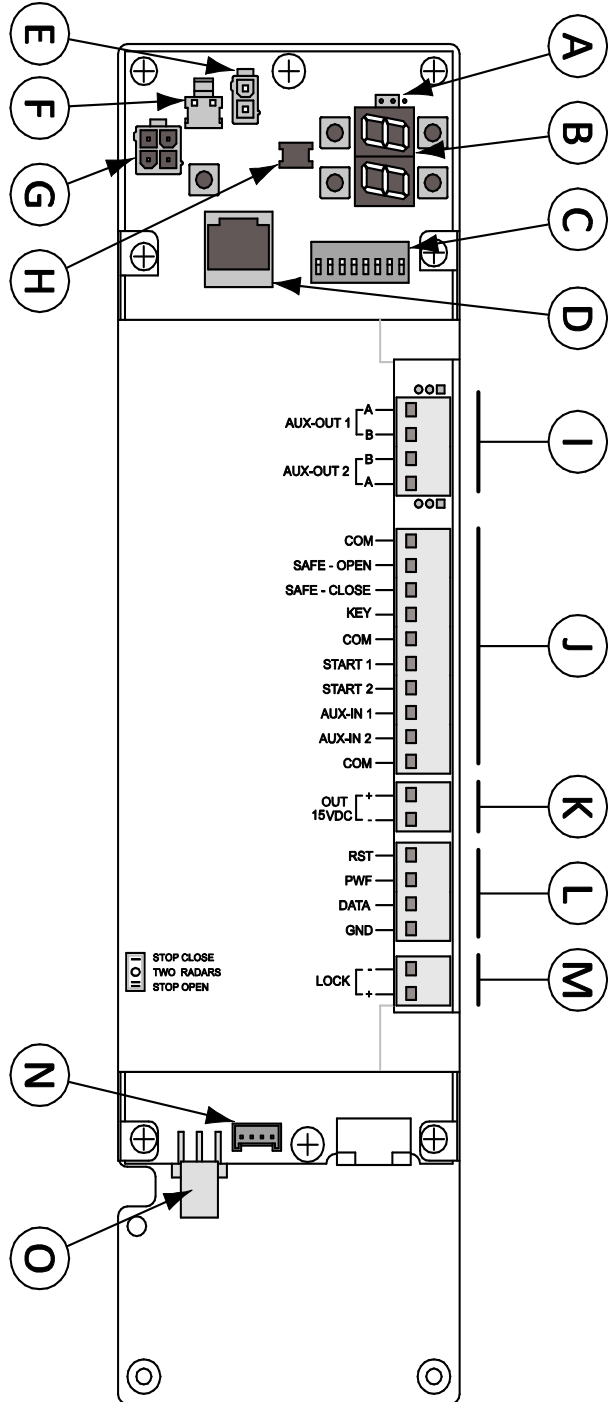 A
B
C
D
E
F
G
H
I
J
K
L
M
N
O
AUX-OUT 1
A
B
AUX-OUT 2
B
A
COM
SAFE - OPEN
SAFE - CLOSE
KEY
COM
START 1
START 2
AUX-IN 1
AUX-IN 2
COM
OUT
15VDC
+
-
RST
PWF
DATA
GND
LOCK
-
+
I STOP CLOSE
O TWO RADARS
II STOP OPEN